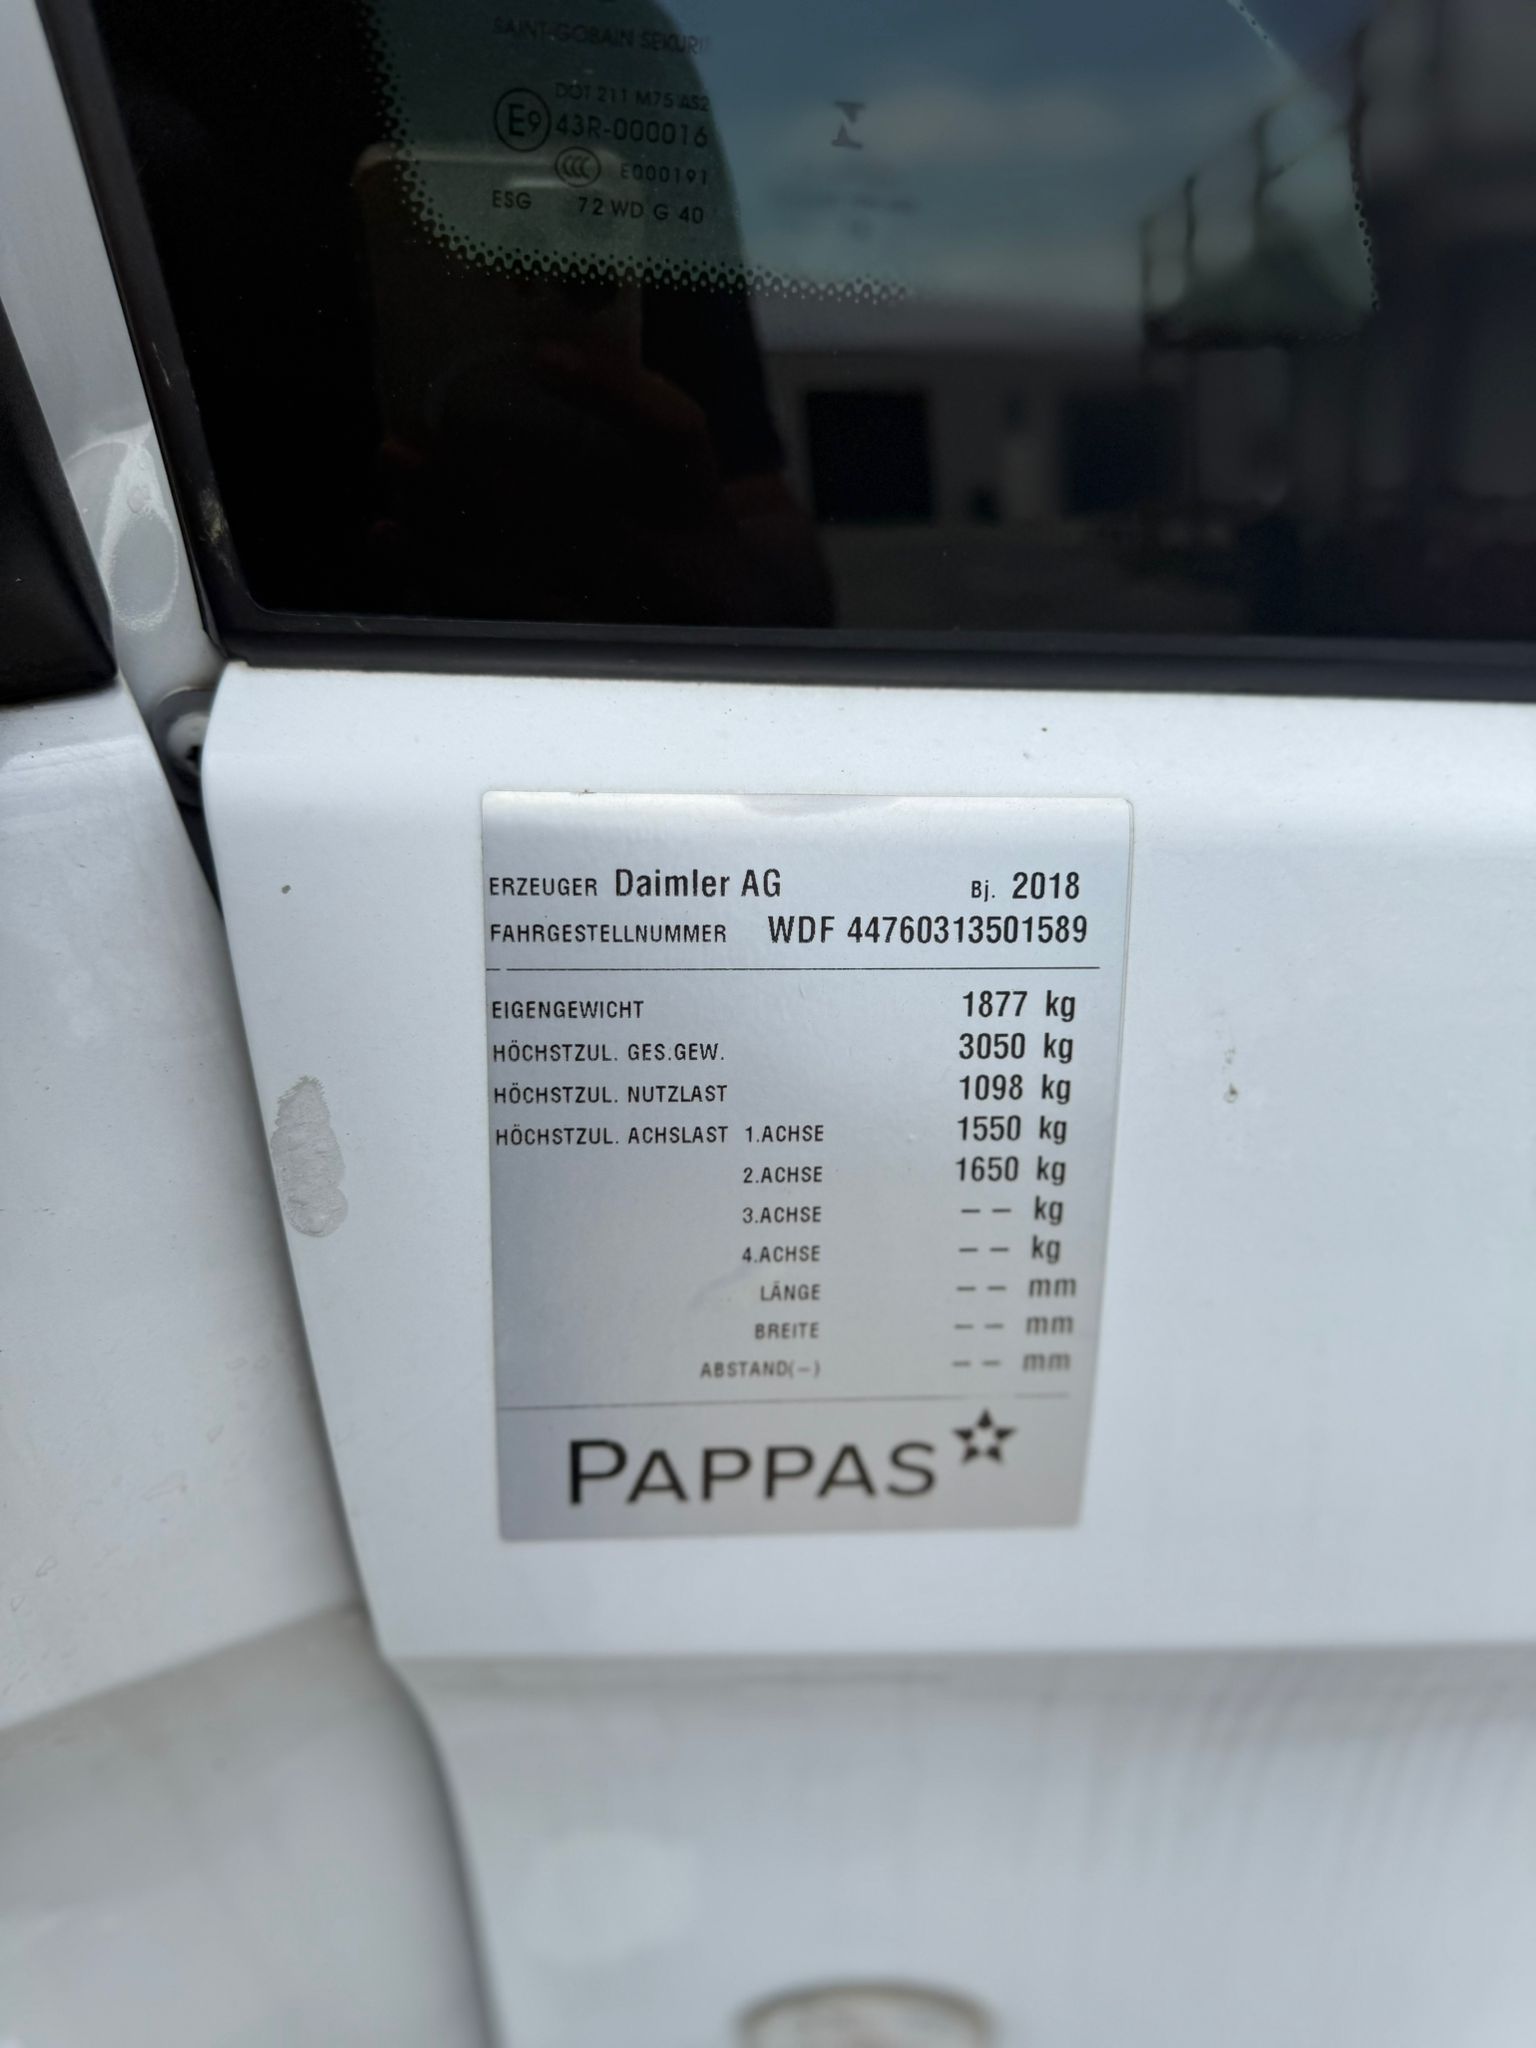 SAINT-GOBAIN SEKURIT
DOT 211 M75 AS2
E9 43R-000016
CCC E000191
ESG 72 WD G 40
ERZEUGER Daimler AG Bj. 2018
FAHRGESTELLNUMMER WDF 44760313501589
EIGENGEWICHT 1877 kg
HÖCHSTZUL. GES.GEW. 3050 kg
HÖCHSTZUL. NUTZLAST 1098 kg
HÖCHSTZUL. ACHSLAST 1.ACHSE 1550 kg
2.ACHSE 1650 kg
3.ACHSE -- kg
4.ACHSE -- kg
LÄNGE -- mm
BREITE -- mm
ABSTAND(-) -- mm
PAPPAS